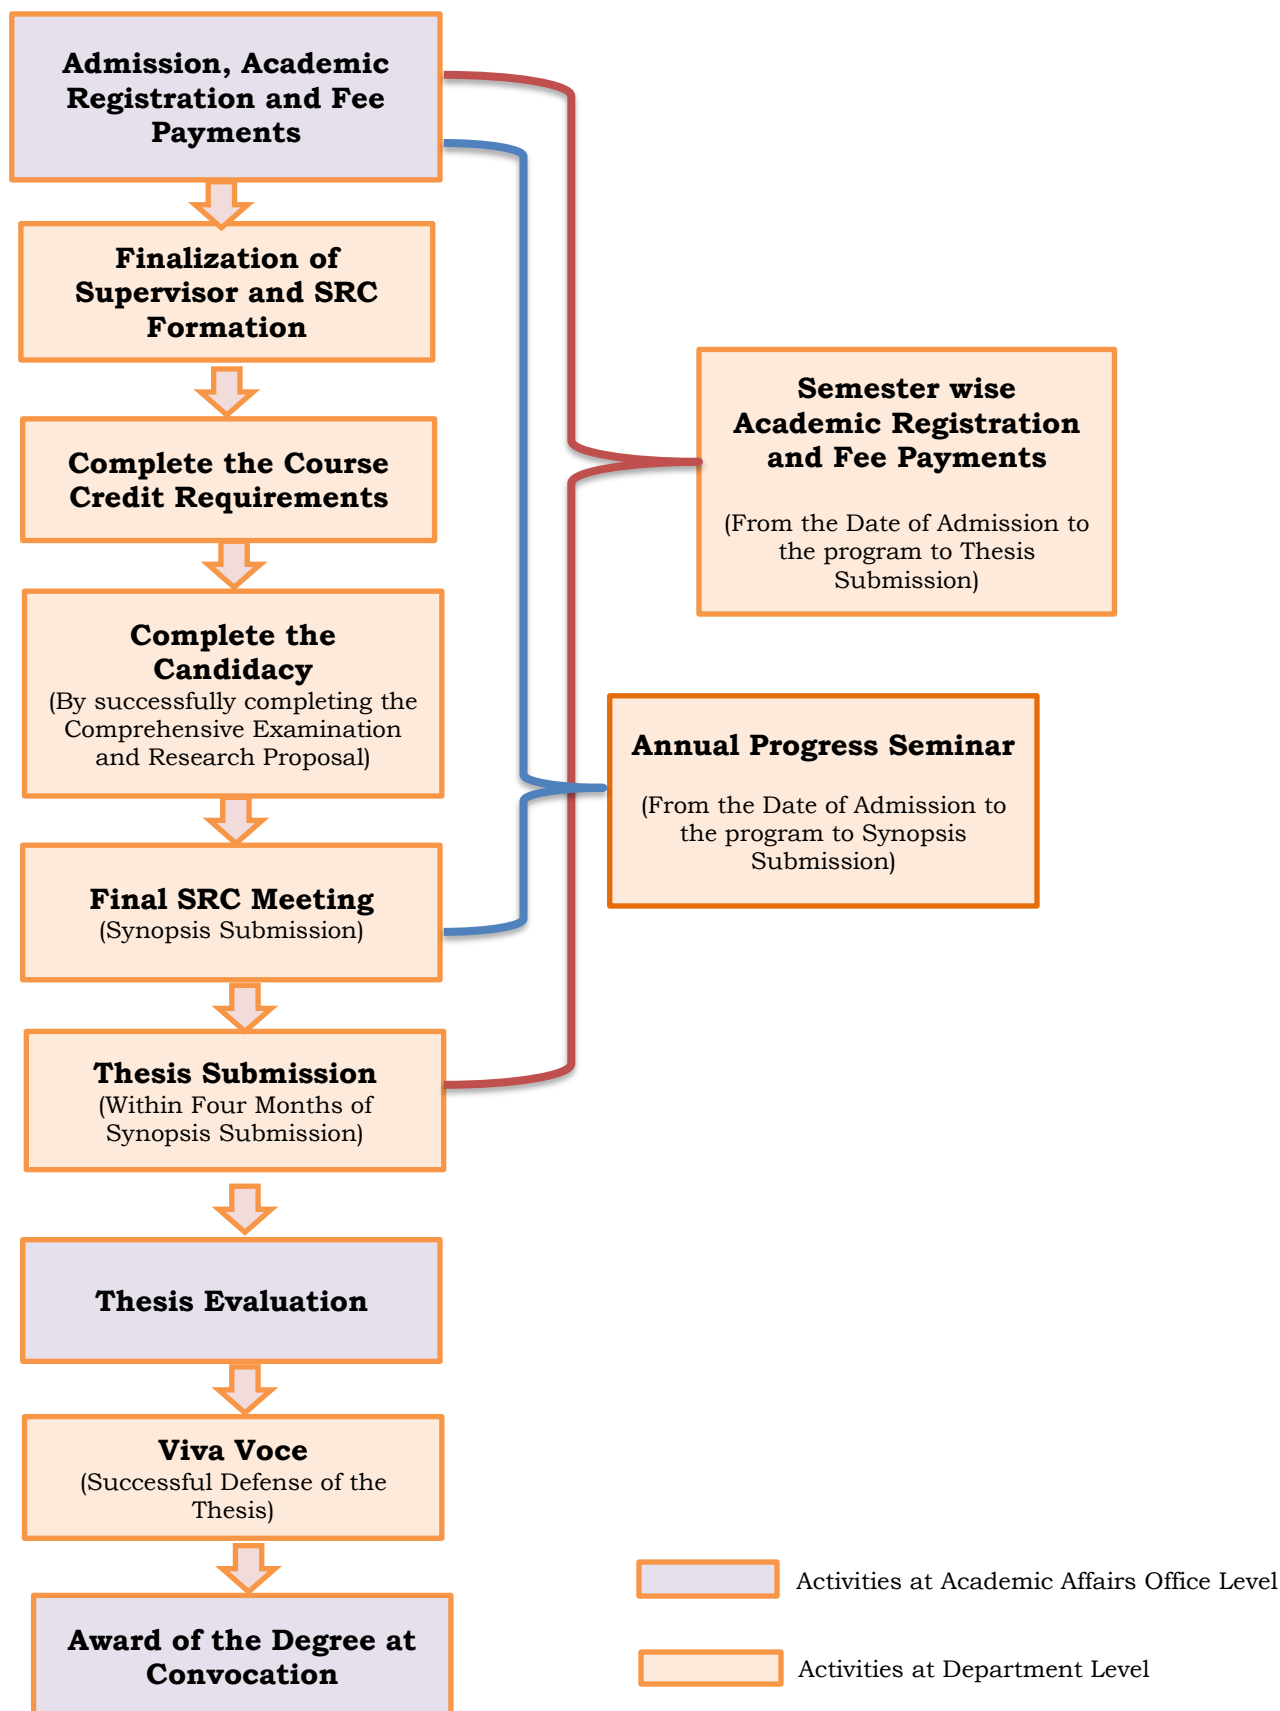 Admission, Academic
Registration and Fee
Payments
Finalization of
Supervisor and SRC
Formation
Complete the Course
Credit Requirements
Complete the
Candidacy
(By successfully completing the
Comprehensive Examination
and Research Proposal)
Final SRC Meeting
(Synopsis Submission)
Thesis Submission
(Within Four Months of
Synopsis Submission)
Thesis Evaluation
Viva Voce
(Successful Defense of the
Thesis)
Award of the Degree at
Convocation
Semester wise
Academic Registration
and Fee Payments
(From the Date of Admission to
the program to Thesis
Submission)
Annual Progress Seminar
(From the Date of Admission to
the program to Synopsis
Submission)
Activities at Academic Affairs Office Level
Activities at Department Level